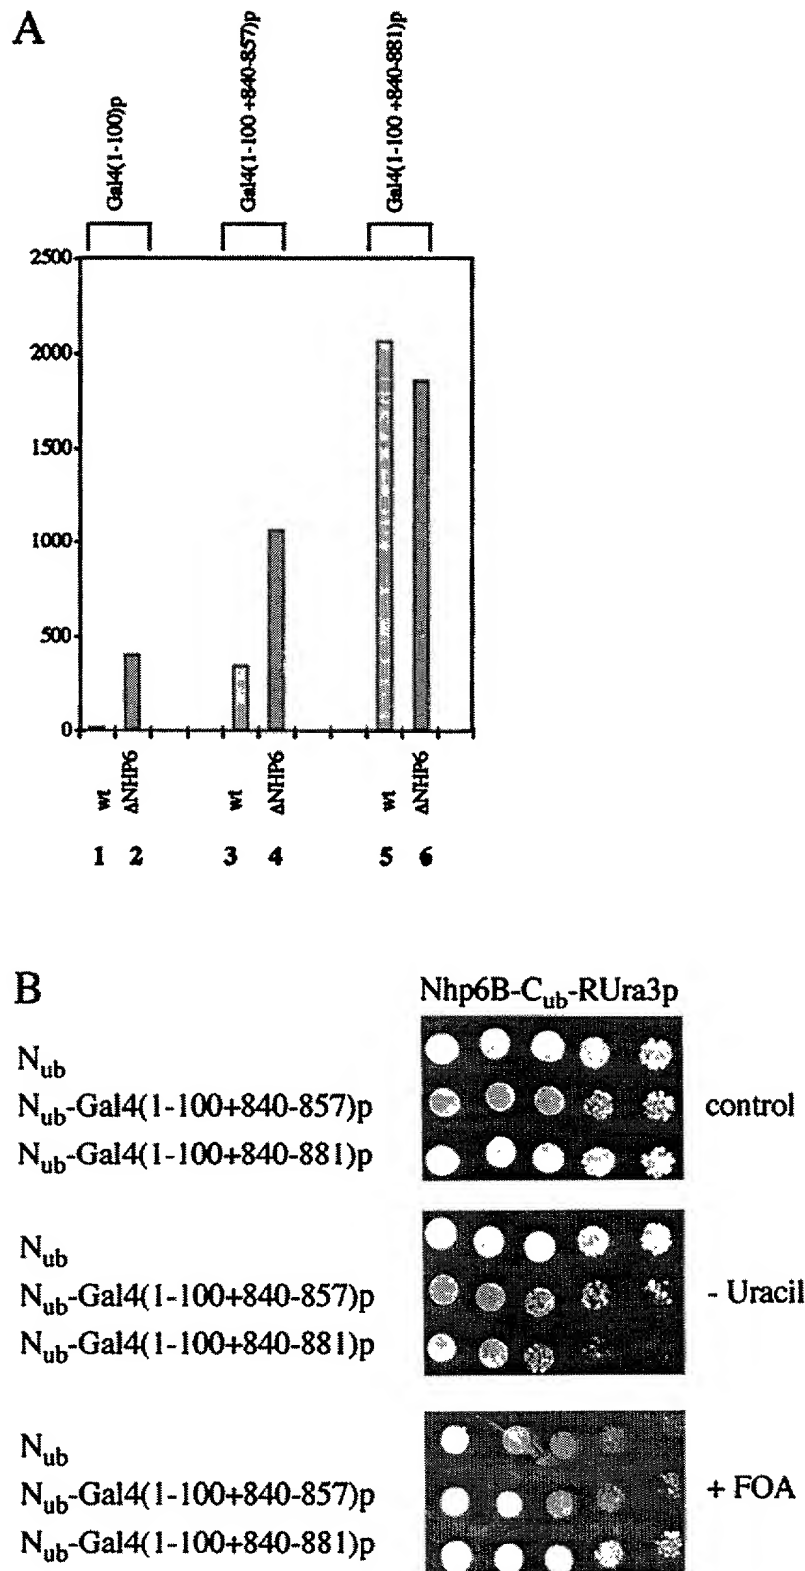 A
Gal4(1-100)p
Gal4(1-100 +840-857)p
Gal4(1-100 +840-881)p
2500
2000
1500
1000
500
0
wt
ΔNHP6
wt
ΔNHP6
wt
ΔNHP6
1 2 3 4 5 6
B
Nhp6B-Cub-RUra3p
Nub
Nub-Gal4(1-100+840-857)p
Nub-Gal4(1-100+840-881)p
control
Nub
Nub-Gal4(1-100+840-857)p
Nub-Gal4(1-100+840-881)p
- Uracil
Nub
Nub-Gal4(1-100+840-857)p
Nub-Gal4(1-100+840-881)p
+ FOA